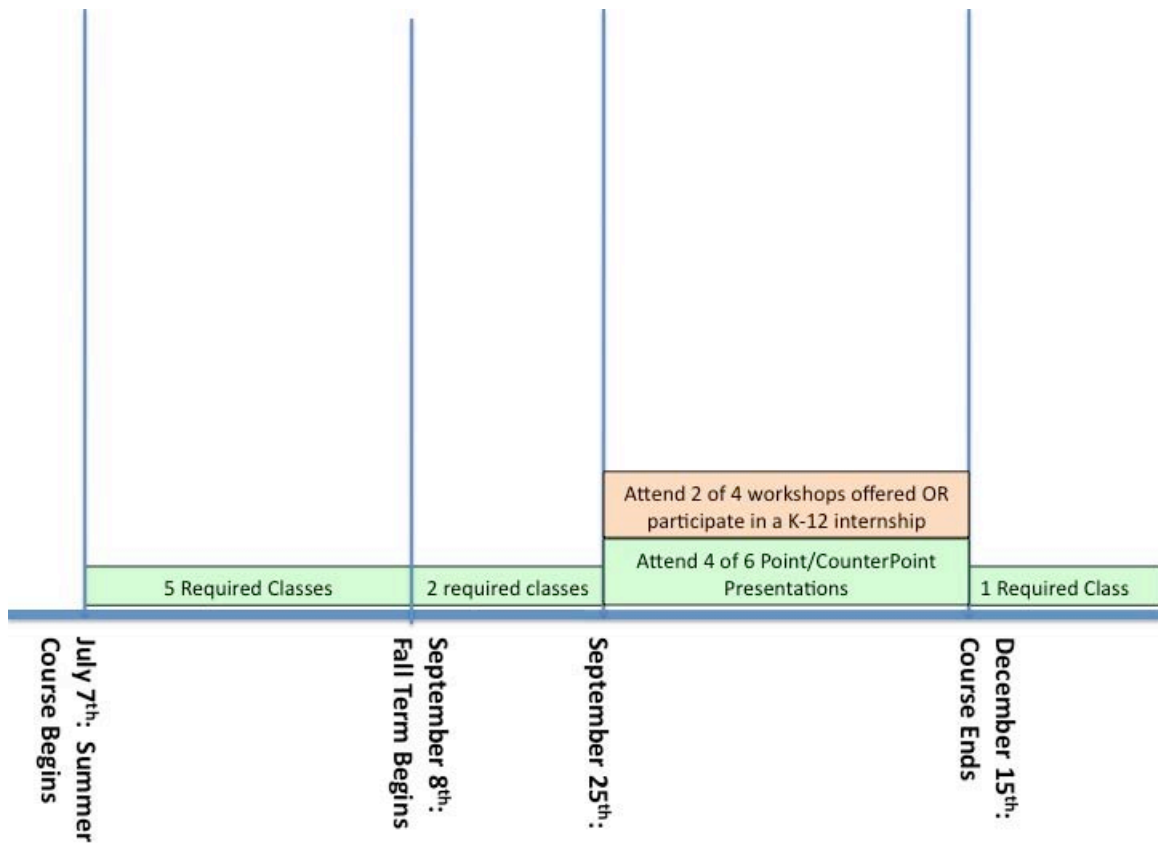 Attend 2 of 4 workshops offered OR
participate in a K-12 internship
Attend 4 of 6 Point/CounterPoint
Presentations
5 Required Classes
2 required classes
1 Required Class
July 7th: Summer
Course Begins
September 8th:
Fall Term Begins
September 25th:
December 15th:
Course Ends